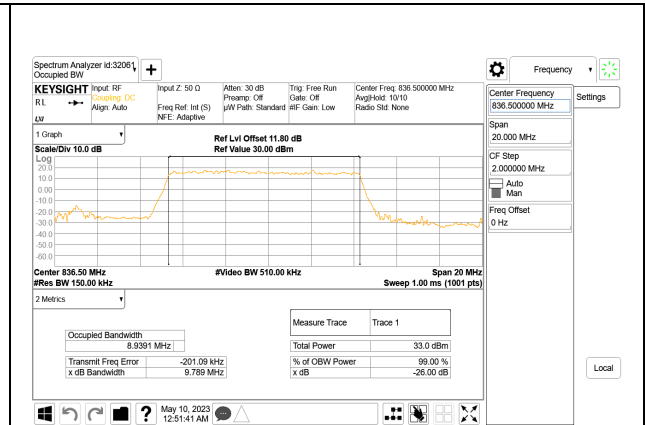 Spectrum Analyzer id:32061
Occupied BW
+
Frequency
KEYSIGHT
RL
LXI
Input: RF
Coupling: DC
Align: Auto
Input Z: 50 Ω
Freq Ref: Int (S)
NFE: Adaptive
Atten: 30 dB
Preamp: Off
µW Path: Standard
Trig: Free Run
Gate: Off
#IF Gain: Low
Center Freq: 836.500000 MHz
Avg|Hold: 10/10
Radio Std: None
Center Frequency
836.500000 MHz
Settings
Span
20.000 MHz
CF Step
2.000000 MHz
Auto
Man
Freq Offset
0 Hz
Local
1 Graph
Scale/Div 10.0 dB
Ref Lvl Offset 11.80 dB
Ref Value 30.00 dBm
Log
20.0
10.0
0.00
-10.0
-20.0
-30.0
-40.0
-50.0
-60.0
Center 836.50 MHz
#Res BW 150.00 kHz
#Video BW 510.00 kHz
Span 20 MHz
Sweep 1.00 ms (1001 pts)
2 Metrics
Measure Trace Trace 1
Occupied Bandwidth
8.9391 MHz
Total Power 33.0 dBm
Transmit Freq Error -201.09 kHz
% of OBW Power 99.00 %
x dB Bandwidth 9.789 MHz
x dB -26.00 dB
?
May 10, 2023
12:51:41 AM